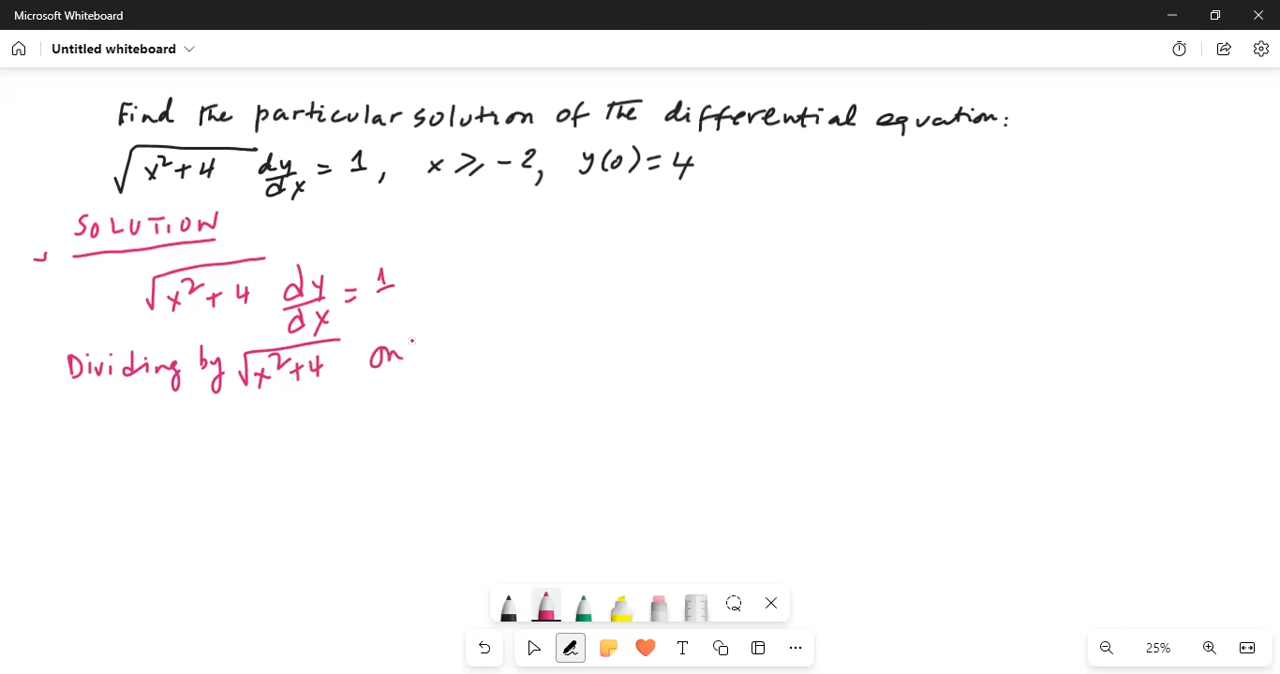 Microsoft Whiteboard
Untitled whiteboard
Find the particular solution of the differential equation:
√(x²+4) dy/dx = 1, x ≥ -2, y(0) = 4
SOLUTION
√(x²+4) dy/dx = 1
Dividing by √(x²+4) on
25%